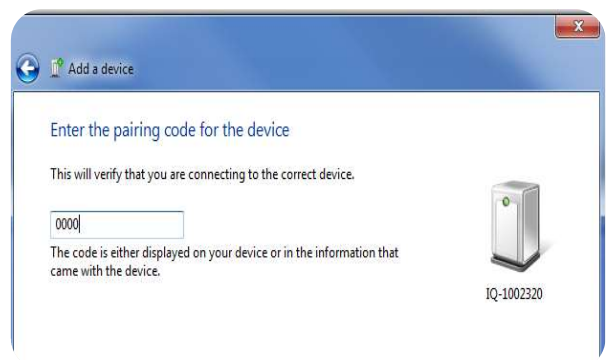 Add a device
Enter the pairing code for the device
This will verify that you are connecting to the correct device.
0000
The code is either displayed on your device or in the information that
came with the device.
IQ-1002320